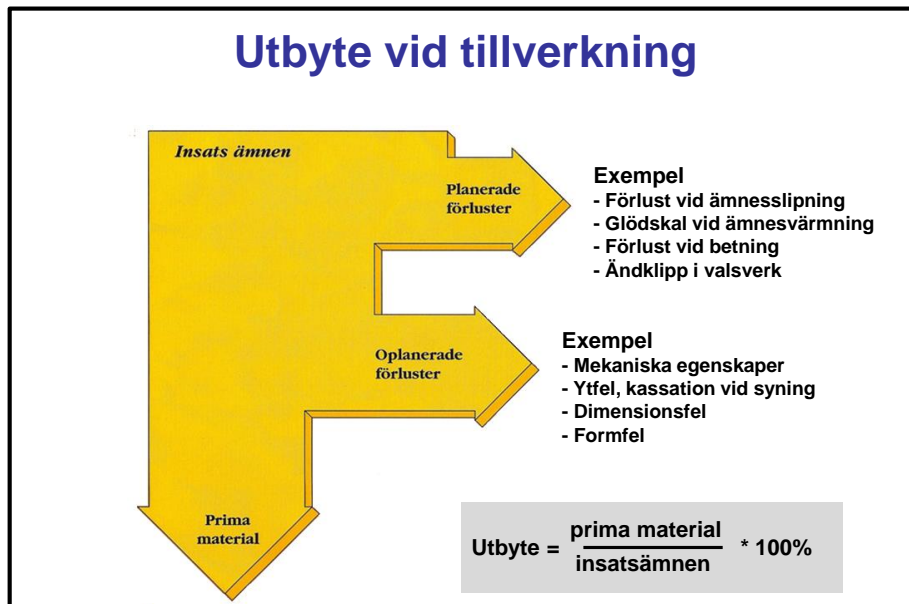 Utbyte vid tillverkning
Insats ämnen
Planerade
förluster
Exempel
- Förlust vid ämnesslipning
- Glödskal vid ämnesvärmning
- Förlust vid betning
- Ändklipp i valsverk
Oplanerade
förluster
Exempel
- Mekaniska egenskaper
- Ytfel, kassation vid syning
- Dimensionsfel
- Formfel
Prima
material
Utbyte = prima material * 100%
insatsämnen